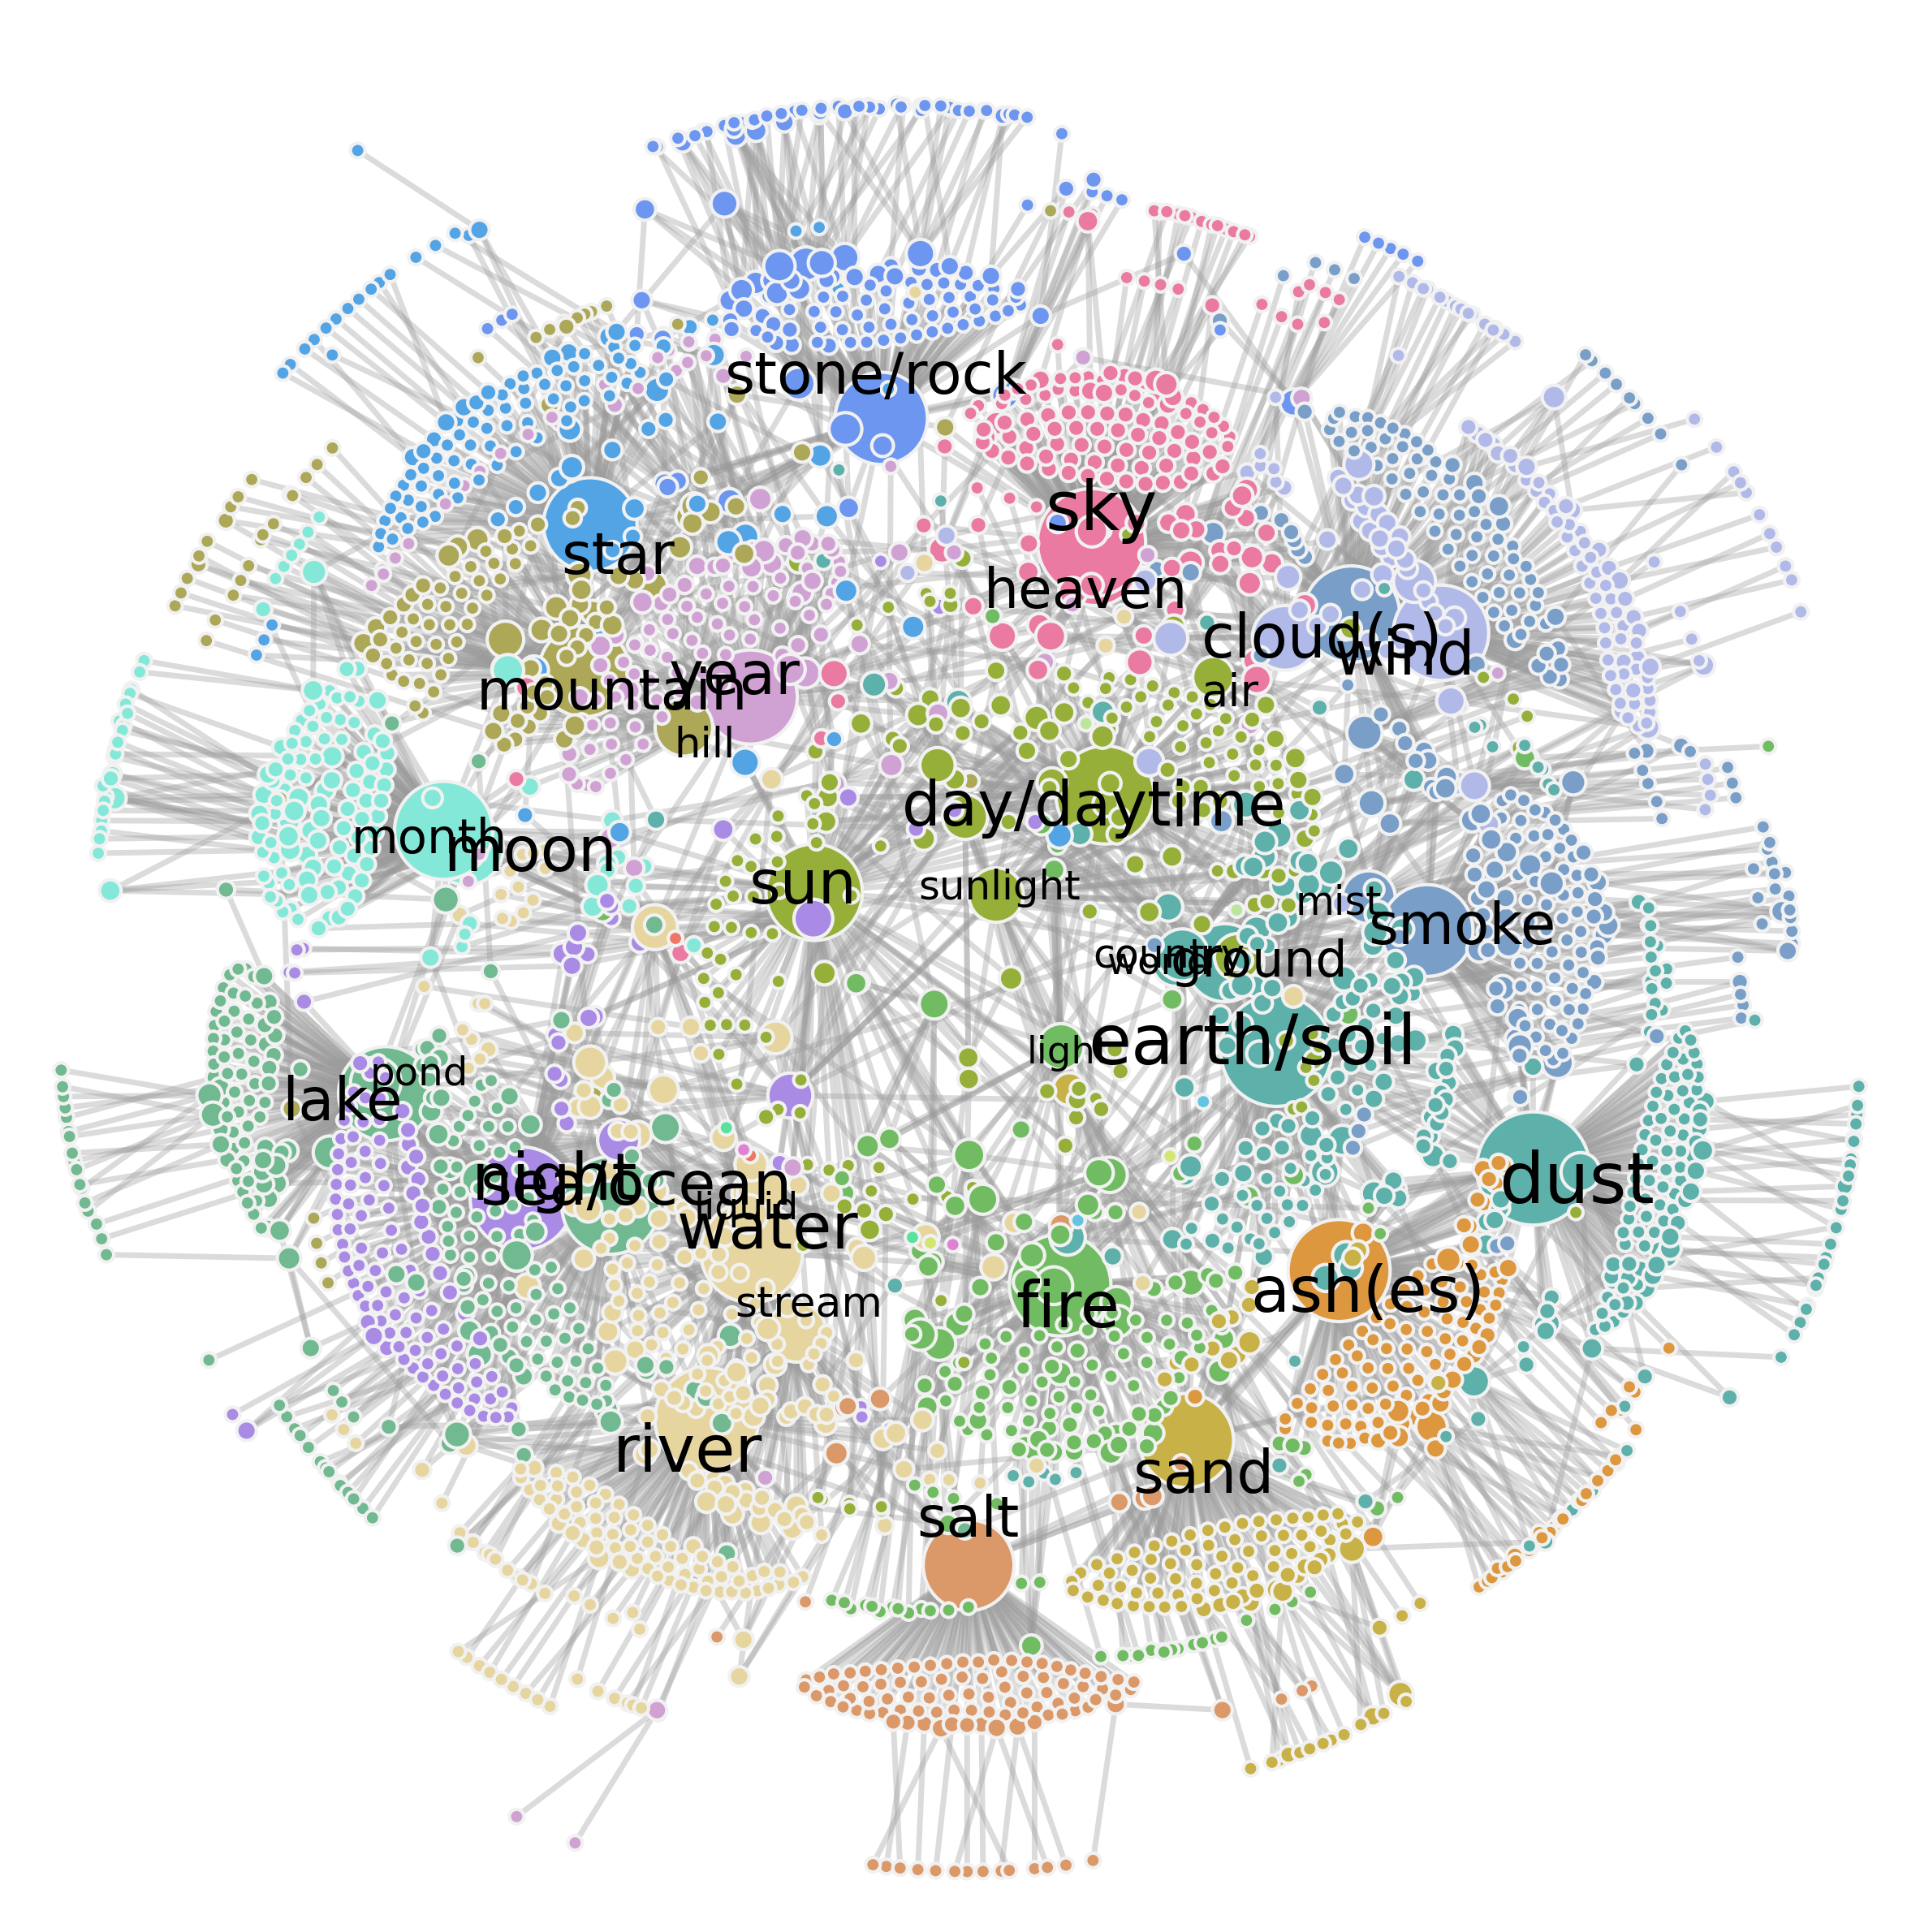 stone/rock
sky
star
heaven
cloud(s)
wind
year
mountain
air
hill
day/daytime
month
moon
sun
sunlight
mist
smoke
country
ground
light
earth/soil
pond
lake
night
sea/ocean
dust
liquid
water
stream
fire
ash(es)
river
sand
salt